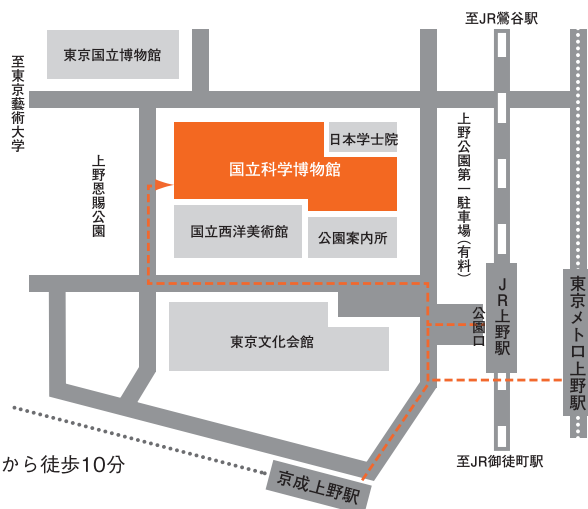 至JR鶯谷駅
東京国立博物館
至東京藝術大学
日本学士院
上野公園第一駐車場(有料)
国立科学博物館
上野恩賜公園
国立西洋美術館
公園案内所
JR上野駅
東京メトロ上野駅
公園口
東京文化会館
から徒歩10分
至JR御徒町駅
京成上野駅